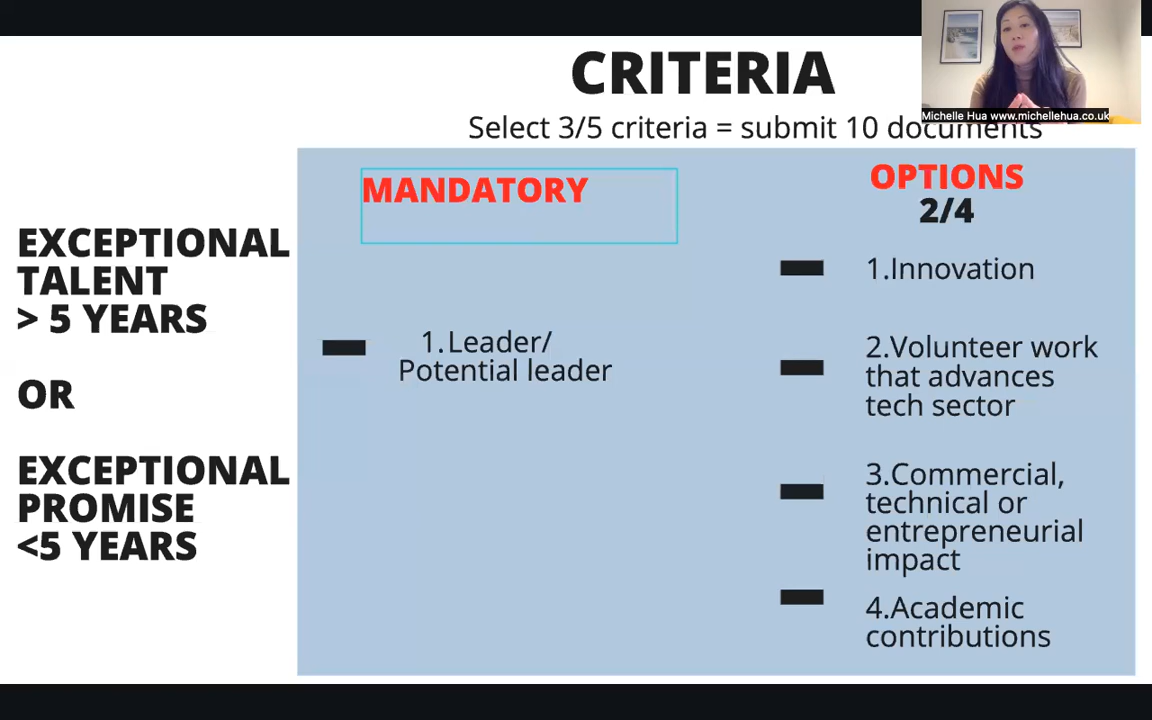 CRITERIA
Select 3/5 criteria = submit 10 documents
Michelle Hua www.michellehua.co.uk
EXCEPTIONAL
TALENT
> 5 YEARS
OR
EXCEPTIONAL
PROMISE
<5 YEARS
MANDATORY
1.Leader/
Potential leader
OPTIONS
2/4
1.Innovation
2.Volunteer work
that advances
tech sector
3.Commercial,
technical or
entrepreneurial
impact
4.Academic
contributions